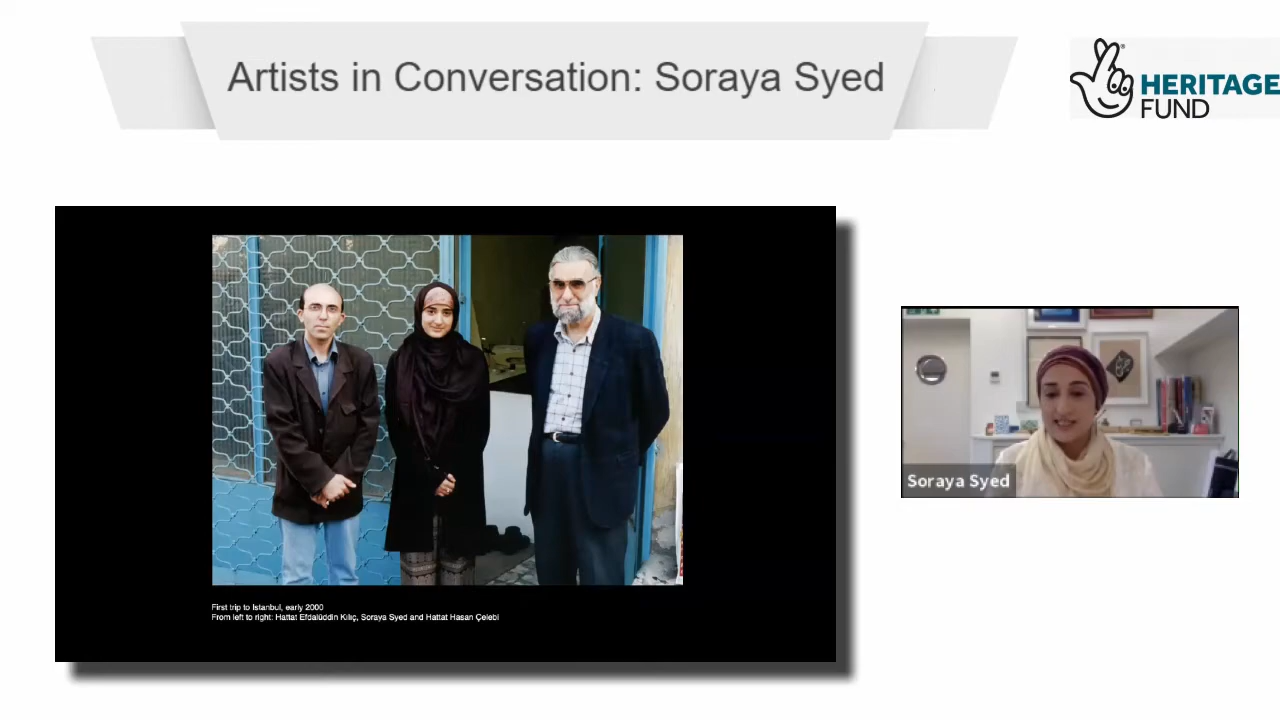 Artists in Conversation: Soraya Syed
HERITAGE
FUND
First trip to Istanbul, early 2000
From left to right: Hattat Efdalüddin Kılıç, Soraya Syed and Hattat Hasan Çelebi
Soraya Syed